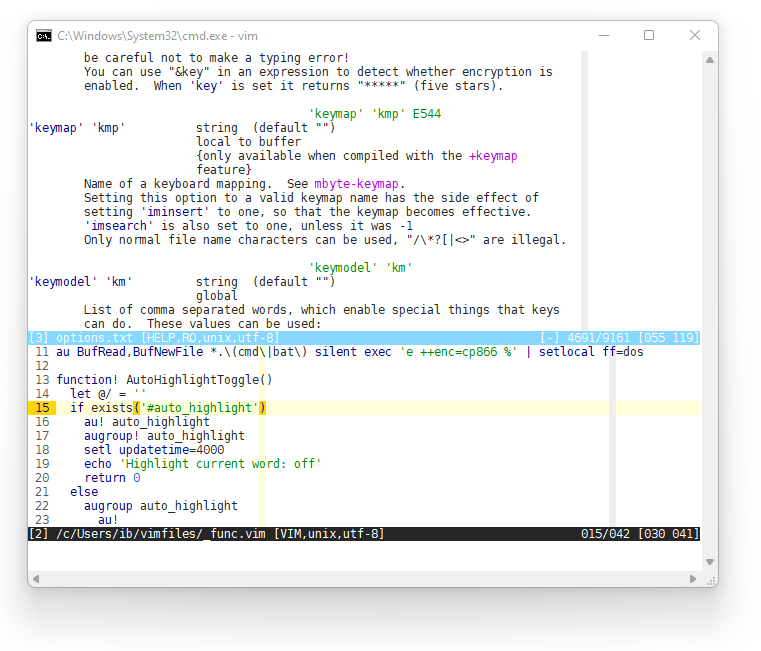 C:\Windows\System32\cmd.exe - vim
be careful not to make a typing error!
You can use "&key" in an expression to detect whether encryption is
enabled.  When 'key' is set it returns "*****" (five stars).
'keymap' 'kmp' E544
'keymap' 'kmp'          string  (default "")
local to buffer
{only available when compiled with the +keymap
feature}
Name of a keyboard mapping.  See mbyte-keymap.
Setting this option to a valid keymap name has the side effect of
setting 'iminsert' to one, so that the keymap becomes effective.
'imsearch' is also set to one, unless it was -1
Only normal file name characters can be used, "/\*?[|<>" are illegal.
'keymodel' 'km'
'keymodel' 'km'         string  (default "")
global
List of comma separated words, which enable special things that keys
can do.  These values can be used:
[3] options.txt [HELP,RO,unix,utf-8] [-] 4691/9161 [055 119]
11 au BufRead,BufNewFile *.\(cmd\|bat\) silent exec 'e ++enc=cp866 %' | setlocal ff=dos
12
13 function! AutoHighlightToggle()
14   let @/ = ''
15   if exists('#auto_highlight')
16     au! auto_highlight
17     augroup! auto_highlight
18     setl updatetime=4000
19     echo 'Highlight current word: off'
20     return 0
21   else
22     augroup auto_highlight
23       au!
[2] /c/Users/ib/vimfiles/_func.vim [VIM,unix,utf-8] 015/042 [030 041]